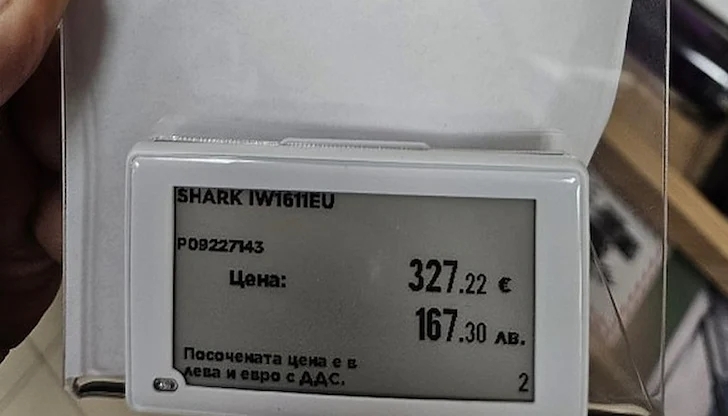 SHARK IW1611EU
P09227143
Цена:
327.22 €
167.30 лв.
Посочената цена е в
лева и евро с ДДС.
2